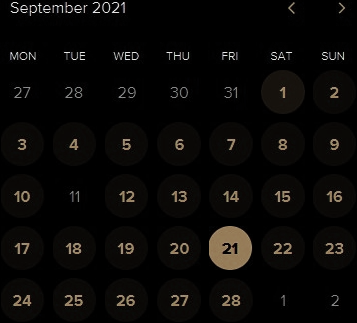 September 2021
MON TUE WED THU FRI SAT SUN
27 28 29 30 31 1 2
3 4 5 6 7 8 9
10 11 12 13 14 15 16
17 18 19 20 21 22 23
24 25 26 27 28 1 2